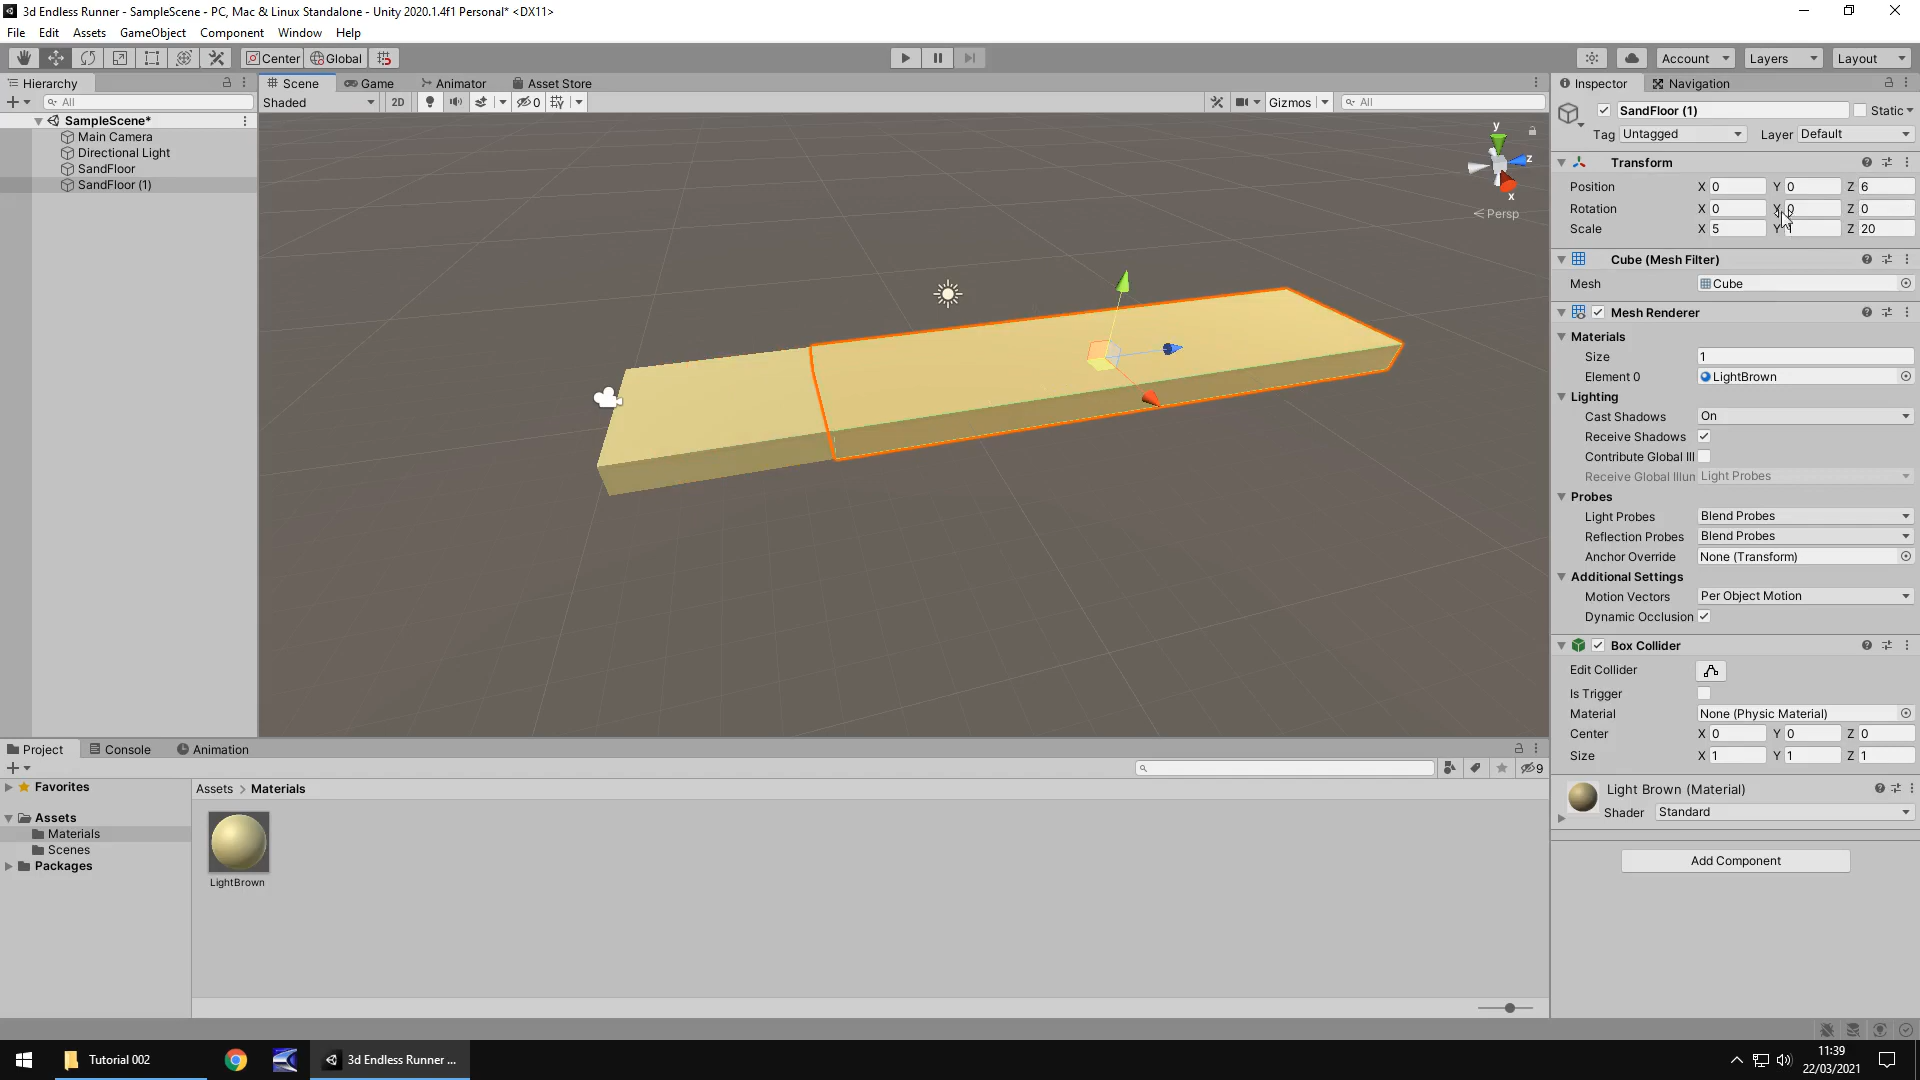 3d Endless Runner - SampleScene - PC, Mac & Linux Standalone - Unity 2020.1.4f1 Personal* <DX11>
File Edit Assets GameObject Component Window Help
Center Global Account Layers Layout
Hierarchy Scene Game Animator Asset Store Inspector Navigation
All Shaded 2D 0 Gizmos All
SampleScene*
Main Camera
Directional Light
SandFloor
SandFloor (1)
y
z
x
Persp
SandFloor (1) Static
Tag Untagged Layer Default
Transform
Position X 0 Y 0 Z 6
Rotation X 0 Y 0 Z 0
Scale X 5 Y 1 Z 20
Cube (Mesh Filter)
Mesh Cube
Mesh Renderer
Materials
Size 1
Element 0 LightBrown
Lighting
Cast Shadows On
Receive Shadows
Contribute Global Ill
Receive Global Illun Light Probes
Probes
Light Probes Blend Probes
Reflection Probes Blend Probes
Anchor Override None (Transform)
Additional Settings
Motion Vectors Per Object Motion
Dynamic Occlusion
Box Collider
Edit Collider
Is Trigger
Material None (Physic Material)
Center X 0 Y 0 Z 0
Size X 1 Y 1 Z 1
Light Brown (Material)
Shader Standard
Add Component
Project Console Animation
9
Favorites
Assets
Materials
Scenes
Packages
Assets > Materials
LightBrown
Tutorial 002
3d Endless Runner ...
11:39
22/03/2021